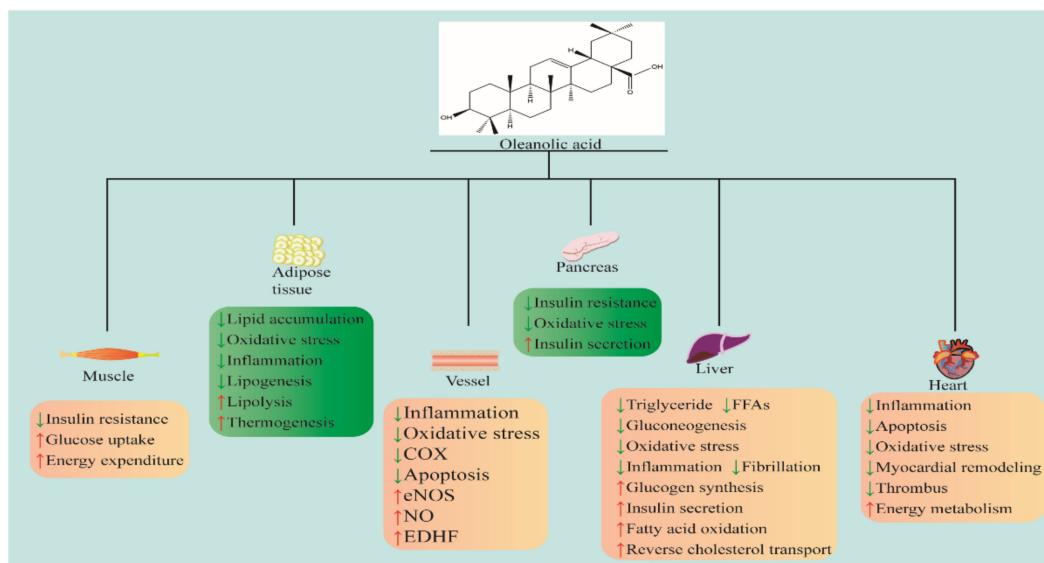 H
OH
O
H
H
OH
Oleanolic acid
Muscle
↓Insulin resistance
↑Glucose uptake
↑Energy expenditure
Adipose
tissue
↓Lipid accumulation
↓Oxidative stress
↓Inflammation
↓Lipogenesis
↑Lipolysis
↑Thermogenesis
Vessel
↓Inflammation
↓Oxidative stress
↓COX
↓Apoptosis
↑eNOS
↑NO
↑EDHF
Pancreas
↓Insulin resistance
↓Oxidative stress
↑Insulin secretion
Liver
↓Triglyceride ↓FFAs
↓Gluconeogenesis
↓Oxidative stress
↓Inflammation ↓Fibrillation
↑Glucogen synthesis
↑Insulin secretion
↑Fatty acid oxidation
↑Reverse cholesterol transport
Heart
↓Inflammation
↓Apoptosis
↓Oxidative stress
↓Myocardial remodeling
↓Thrombus
↑Energy metabolism